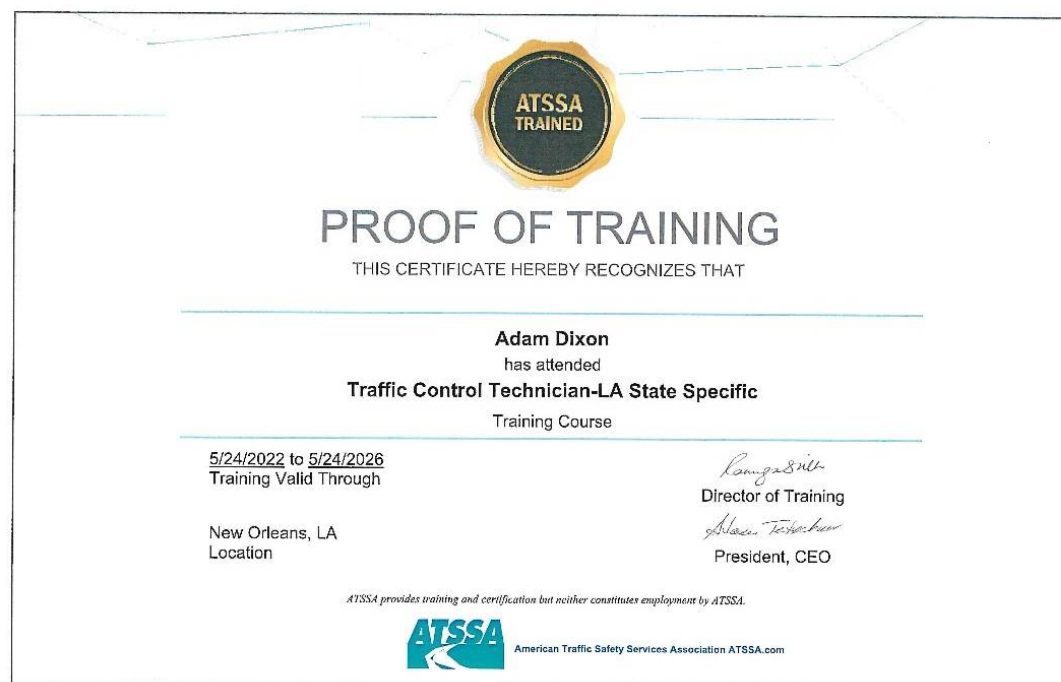 ATSSA
TRAINED
PROOF OF TRAINING
THIS CERTIFICATE HEREBY RECOGNIZES THAT
Adam Dixon
has attended
Traffic Control Technician-LA State Specific
Training Course
5/24/2022 to 5/24/2026
Training Valid Through
Director of Training
New Orleans, LA
Location
President, CEO
ATSSA provides training and certification but neither constitutes employment by ATSSA.
ATSSA
American Traffic Safety Services Association ATSSA.com